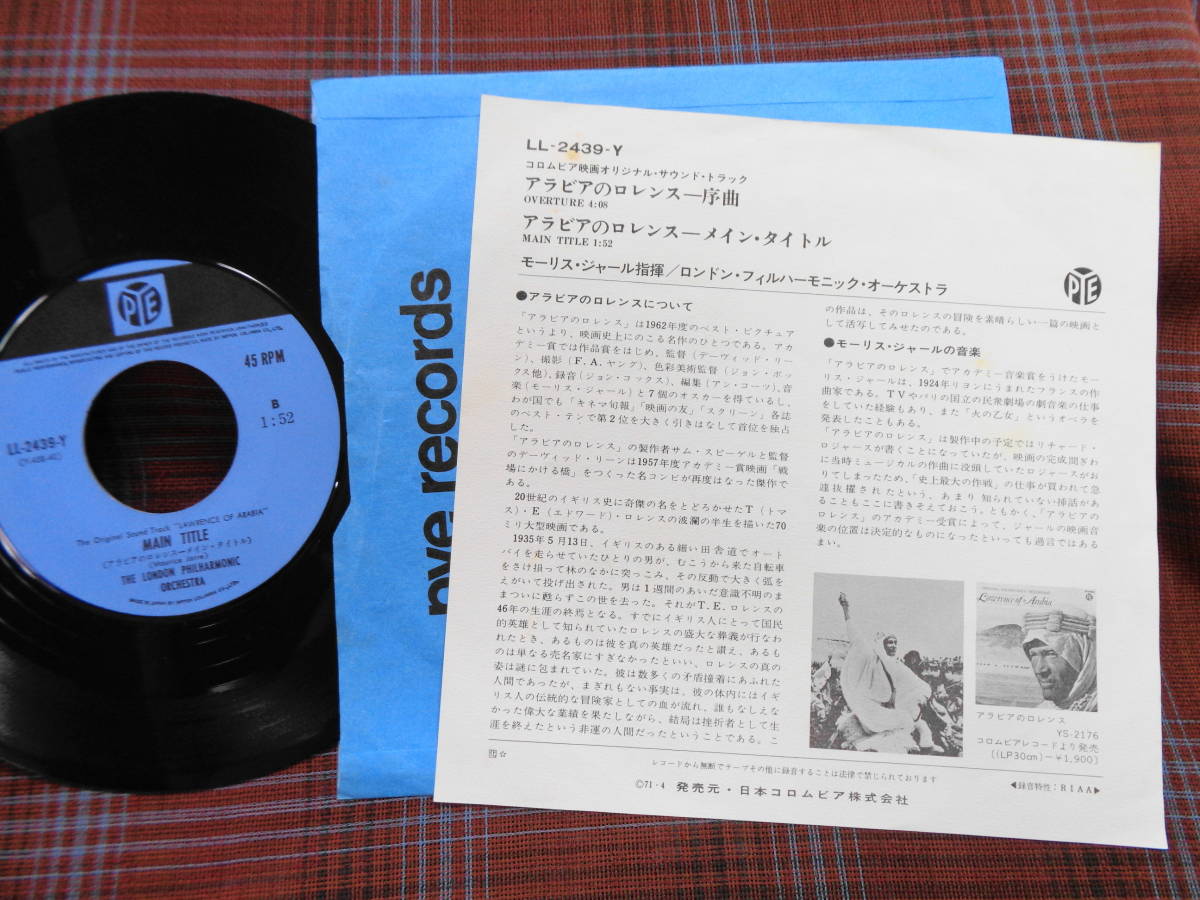 PYE
45 RPM
B
1:52
LL-2439-Y
The Original Sound Track "LAWRENCE OF ARABIA"
MAIN TITLE
(アラビアのロレンス―メイン・タイトル)
(Maurice Jarre)
THE LONDON PHILHARMONIC
ORCHESTRA
MADE IN JAPAN BY NIPPON COLUMBIA CO., LTD.
pye records
LL-2439-Y
コロムビア映画オリジナル・サウンド・トラック
アラビアのロレンス―序曲
OVERTURE 4:08
アラビアのロレンス―メイン・タイトル
MAIN TITLE 1:52
モーリス・ジャール指揮/ロンドン・フィルハーモニック・オーケストラ
PYE
●アラビアのロレンスについて
「アラビアのロレンス」は1962年度のベスト・ピクチュア
というより、映画史上にのこる名作のひとつである。アカ
デミー賞では作品賞をはじめ、監督(デーヴィッド・リー
ン)、撮影(F.A.ヤング)、色彩美術監督(ジョン・ボッ
クス他)、録音(ジョン・コックス)、編集(アン・コーツ)、音
楽(モーリス・ジャール)と7個のオスカーを得ているし、
わが国でも「キネマ旬報」「映画の友」「スクリーン」各誌
のベスト・テンで第2位を大きく引きはなして首位を独占
した。
「アラビアのロレンス」の製作者サム・スピーゲルと監督
のデーヴィッド・リーンは1957年度アカデミー賞映画「戦
場にかける橋」をつくった名コンビが再度はなった傑作で
ある。
20世紀のイギリス史に奇傑の名をとどろかせたT(トマ
ス)・E(エドワード)・ロレンスの波瀾の半生を描いた70
ミリ大型映画である。
1935年5月13日、イギリスのある細い田舎道でオート
バイを走らせていたひとりの男が、むこうから来た自転車
をさけ損って林のなかに突っこみ、その反動で大きく弧を
えがいて投げ出された。男は1週間のあいだ意識不明のま
まついに甦らずこの世を去った。それがT.E.ロレンスの
46年の生涯の終焉となる。すでにイギリス人にとって国民
的英雄として知られていたロレンスの盛大な葬儀が行なわ
れたとき、あるものは彼を真の英雄だったと讃え、あるも
のは単なる売名家にすぎなかったといい、ロレンスの真の
姿は謎に包まれていた。彼は数多くの矛盾撞着にあふれた
人間であったが、まぎれもない事実は、彼の体内にはイギ
リス人の伝統的な冒険家としての血が流れ、誰もなしえな
かった偉大な業績を果たしながら、結局は挫折者として生
涯を終えたという非運の人間だったということである。こ
の作品は、そのロレンスの冒険を素晴らしい一篇の映画と
して活写してみせたのである。
●モーリス・ジャールの音楽
「アラビアのロレンス」でアカデミー音楽賞をうけたモー
リス・ジャールは、1924年リヨンにうまれたフランスの作
曲家である。TVやパリの国立の民衆劇場の劇音楽の仕事
をしていた経験もあり、また「火の乙女」というオペラを
発表したこともある。
「アラビアのロレンス」は製作中の予定ではリチャード・
ロジャースが書くことになっていたが、映画の完成間ぎわ
に当時ミュージカルの作曲に没頭していたロジャースがお
りてしまったため、「史上最大の作戦」の仕事が買われて急
遽抜擢されたという、あまり知られていない挿話があ
ることもここに書きそえておこう。ともかく、「アラビアの
ロレンス」のアカデミー受賞によって、ジャールの映画音
楽の位置は決定的なものになったといっても過言ではある
まい。
Lawrence of Arabia
アラビアのロレンス
YS-2176
コロムビアレコードより発売
((LP30cm)―¥1,900)
レコードから無断でテープその他に録音することは法律で禁じられております
Ⓒ71・4 発売元・日本コロムビア株式会社
◀録音特性:RIAA▶